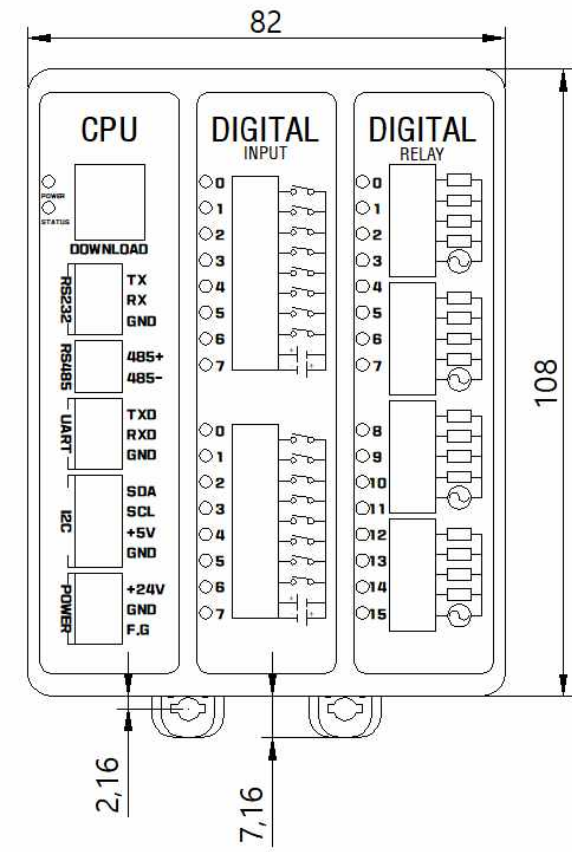 82
CPU
POWER
STATUS
DOWNLOAD
RS232
TX
RX
GND
RS485
485+
485-
UART
TXD
RXD
GND
I2C
SDA
SCL
+5V
GND
POWER
+24V
GND
F.G
DIGITAL
INPUT
0
1
2
3
4
5
6
7
0
1
2
3
4
5
6
7
DIGITAL
RELAY
0
1
2
3
4
5
6
7
8
9
10
11
12
13
14
15
108
2,16
7,16